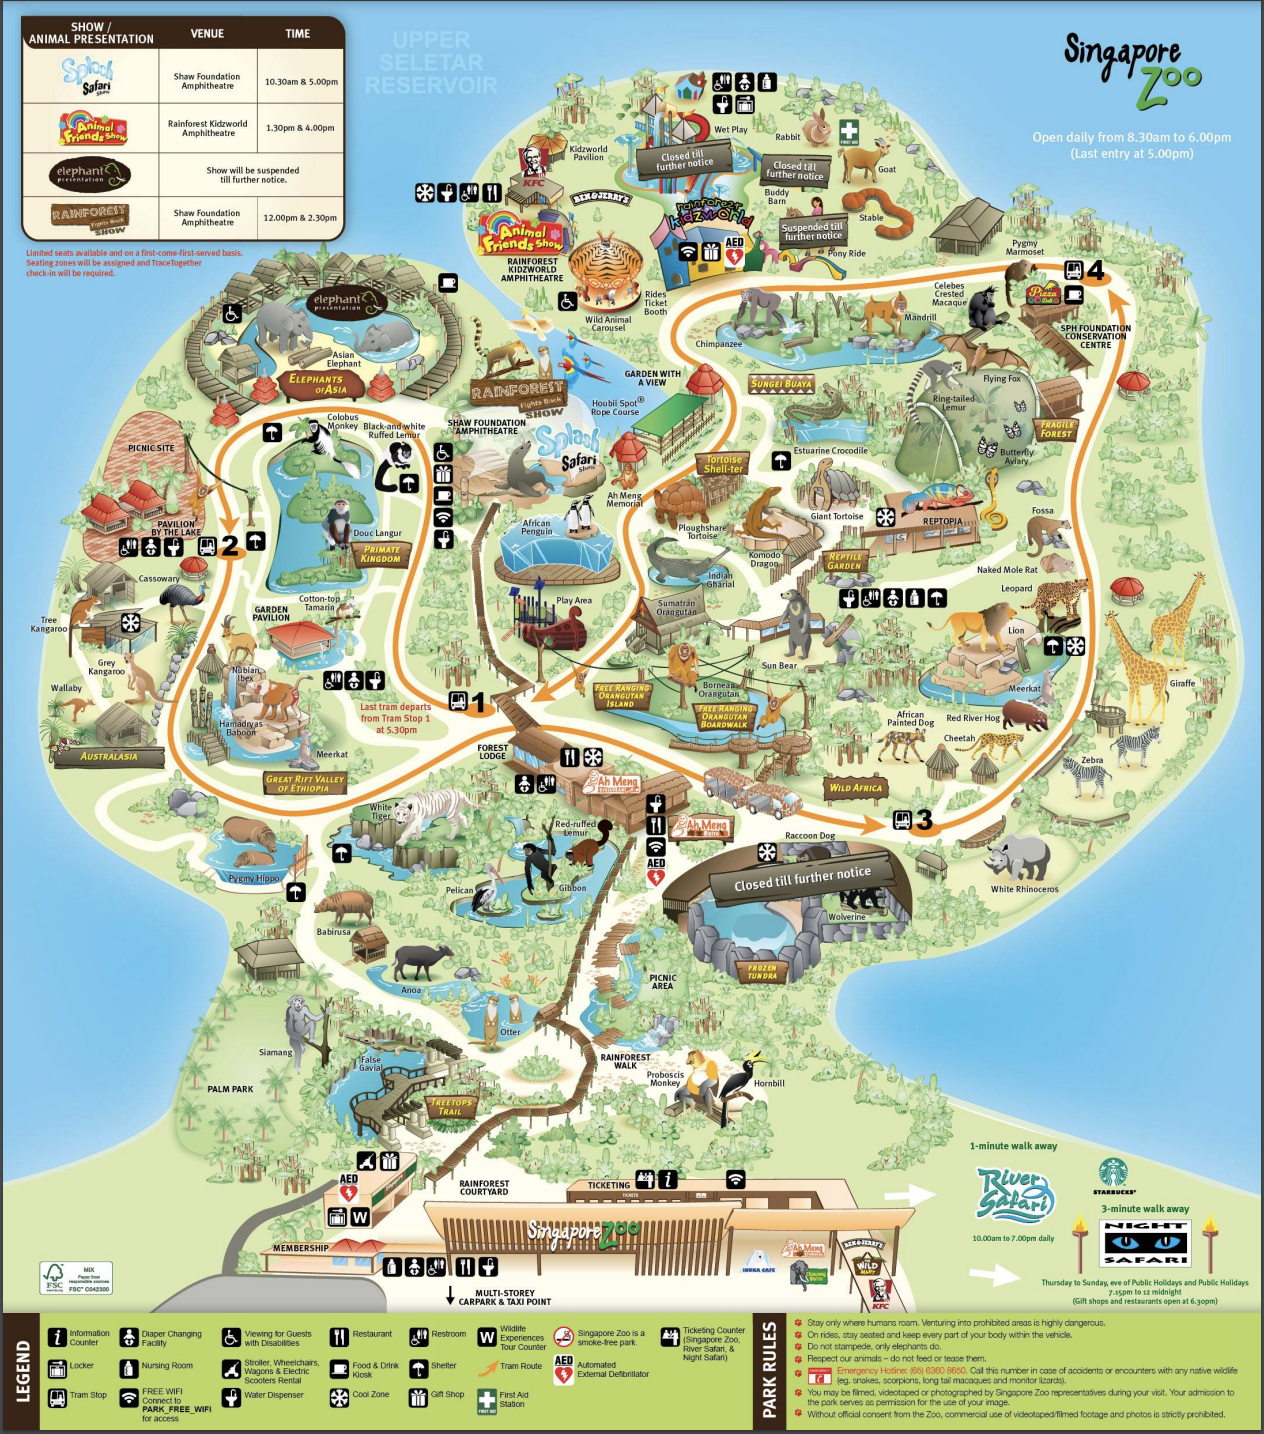 SHOW /
ANIMAL PRESENTATION
VENUE
TIME
Splash
Safari
Show
Shaw Foundation
Amphitheatre
10.30am & 5.00pm
Animal
Friends Show
Rainforest Kidzworld
Amphitheatre
1.30pm & 4.00pm
elephant
presentation
Show will be suspended
till further notice.
RAINFOREST
Fights Back
SHOW
Shaw Foundation
Amphitheatre
12.00pm & 2.30pm
Limited seats available and on a first-come-first-served basis.
Seating zones will be assigned and TraceTogether
check-in will be required.
UPPER
SELETAR
RESERVOIR
Singapore
Zoo
Open daily from 8.30am to 6.00pm
(Last entry at 5.00pm)
Wet Play
Closed till
further notice
Rabbit
FIRST AID
Goat
Closed till
further notice
Buddy
Barn
Stable
Suspended till
further notice
Pony Ride
Kidzworld
Pavilion
KFC
BEN&JERRY'S
rainforest
kidzworld
AED
Animal
Friends Show
RAINFOREST
KIDZWORLD
AMPHITHEATRE
Wild Animal
Carousel
Rides
Ticket
Booth
Pygmy
Marmoset
4
Celebes
Crested
Macaque
Pizza
SPH FOUNDATION
CONSERVATION
CENTRE
Mandrill
Chimpanzee
Flying Fox
Ring-tailed
Lemur
FRAGILE
FOREST
Butterfly
Aviary
SUNGEI BUAYA
Estuarine Crocodile
GARDEN WITH
A VIEW
Houbii Spot®
Rope Course
elephant
presentation
Asian
Elephant
ELEPHANTS
OF ASIA
RAINFOREST
Fights Back
SHOW
SHAW FOUNDATION
AMPHITHEATRE
Splash
Safari
Show
Colobus
Monkey
Black-and-white
Ruffed Lemur
PICNIC SITE
PAVILION
BY THE LAKE
2
Douc Langur
PRIMATE
KINGDOM
Ah Meng
Memorial
African
Penguin
Tortoise
Shell-ter
Ploughshare
Tortoise
Giant Tortoise
REPTOPIA
Komodo
Dragon
REPTILE
GARDEN
Indian
Gharial
Fossa
Naked Mole Rat
Leopard
Lion
Meerkat
Giraffe
Cassowary
Tree
Kangaroo
Grey
Kangaroo
Wallaby
AUSTRALASIA
Cotton-top
Tamarin
GARDEN
PAVILION
Nubian
Ibex
Hamadryas
Baboon
Meerkat
GREAT RIFT VALLEY
OF ETHIOPIA
Last tram departs
from Tram Stop 1
at 5.30pm
1
Play Area
Sumatran
Orangutan
Sun Bear
Bornean
Orangutan
FREE RANGING
ORANGUTAN
ISLAND
FREE RANGING
ORANGUTAN
BOARDWALK
African
Painted Dog
Red River Hog
Cheetah
Zebra
WILD AFRICA
3
White Rhinoceros
FOREST
LODGE
Ah Meng
RESTAURANT
Ah Meng
Bistro
AED
White
Tiger
Red-ruffed
Lemur
Gibbon
Pelican
Raccoon Dog
Closed till further notice
Wolverine
FROZEN
TUNDRA
Pygmy Hippo
Babirusa
Anoa
Otter
PICNIC
AREA
Siamang
PALM PARK
False
Gavial
TREETOPS
TRAIL
RAINFOREST
WALK
Proboscis
Monkey
Hornbill
AED
W
RAINFOREST
COURTYARD
TICKETING
TICKETS
MEMBERSHIP
Singapore Zoo
INUKA CAFE
Ah Meng
BEN&JERRY'S
WILD
MART
KFC
MULTI-STOREY
CARPARK & TAXI POINT
1-minute walk away
River
Safari
10.00am to 7.00pm daily
STARBUCKS®
3-minute walk away
NIGHT
SAFARI
Thursday to Sunday, eve of Public Holidays and Public Holidays
7.15pm to 12 midnight
(Gift shops and restaurants open at 6.30pm)
FSC
www.fsc.org
MIX
Paper from
responsible sources
FSC® C042300
LEGEND
Information
Counter
Locker
Tram Stop
Diaper Changing
Facility
Nursing Room
FREE WIFI
Connect to
PARK_FREE_WIFI
for access
Viewing for Guests
with Disabilities
Stroller, Wheelchairs,
Wagons & Electric
Scooters Rental
Water Dispenser
Restaurant
Food & Drink
Kiosk
Cool Zone
Restroom
Shelter
Gift Shop
W
Wildlife
Experiences
Tour Counter
Tram Route
FIRST AID
First Aid
Station
Singapore Zoo is a
smoke-free park.
AED
Automated
External Defibrillator
Ticketing Counter
(Singapore Zoo,
River Safari, &
Night Safari)
PARK RULES
Stay only where humans roam. Venturing into prohibited areas is highly dangerous.
On rides, stay seated and keep every part of your body within the vehicle.
Do not stampede, only elephants do.
Respect our animals – do not feed or tease them.
Emergency Hotline: (65) 6360 8650. Call this number in case of accidents or encounters with any native wildlife
(eg. snakes, scorpions, long tail macaques and monitor lizards).
You may be filmed, videotaped or photographed by Singapore Zoo representatives during your visit. Your admission to
the park serves as permission for the use of your image.
Without official consent from the Zoo, commercial use of videotaped/filmed footage and photos is strictly prohibited.